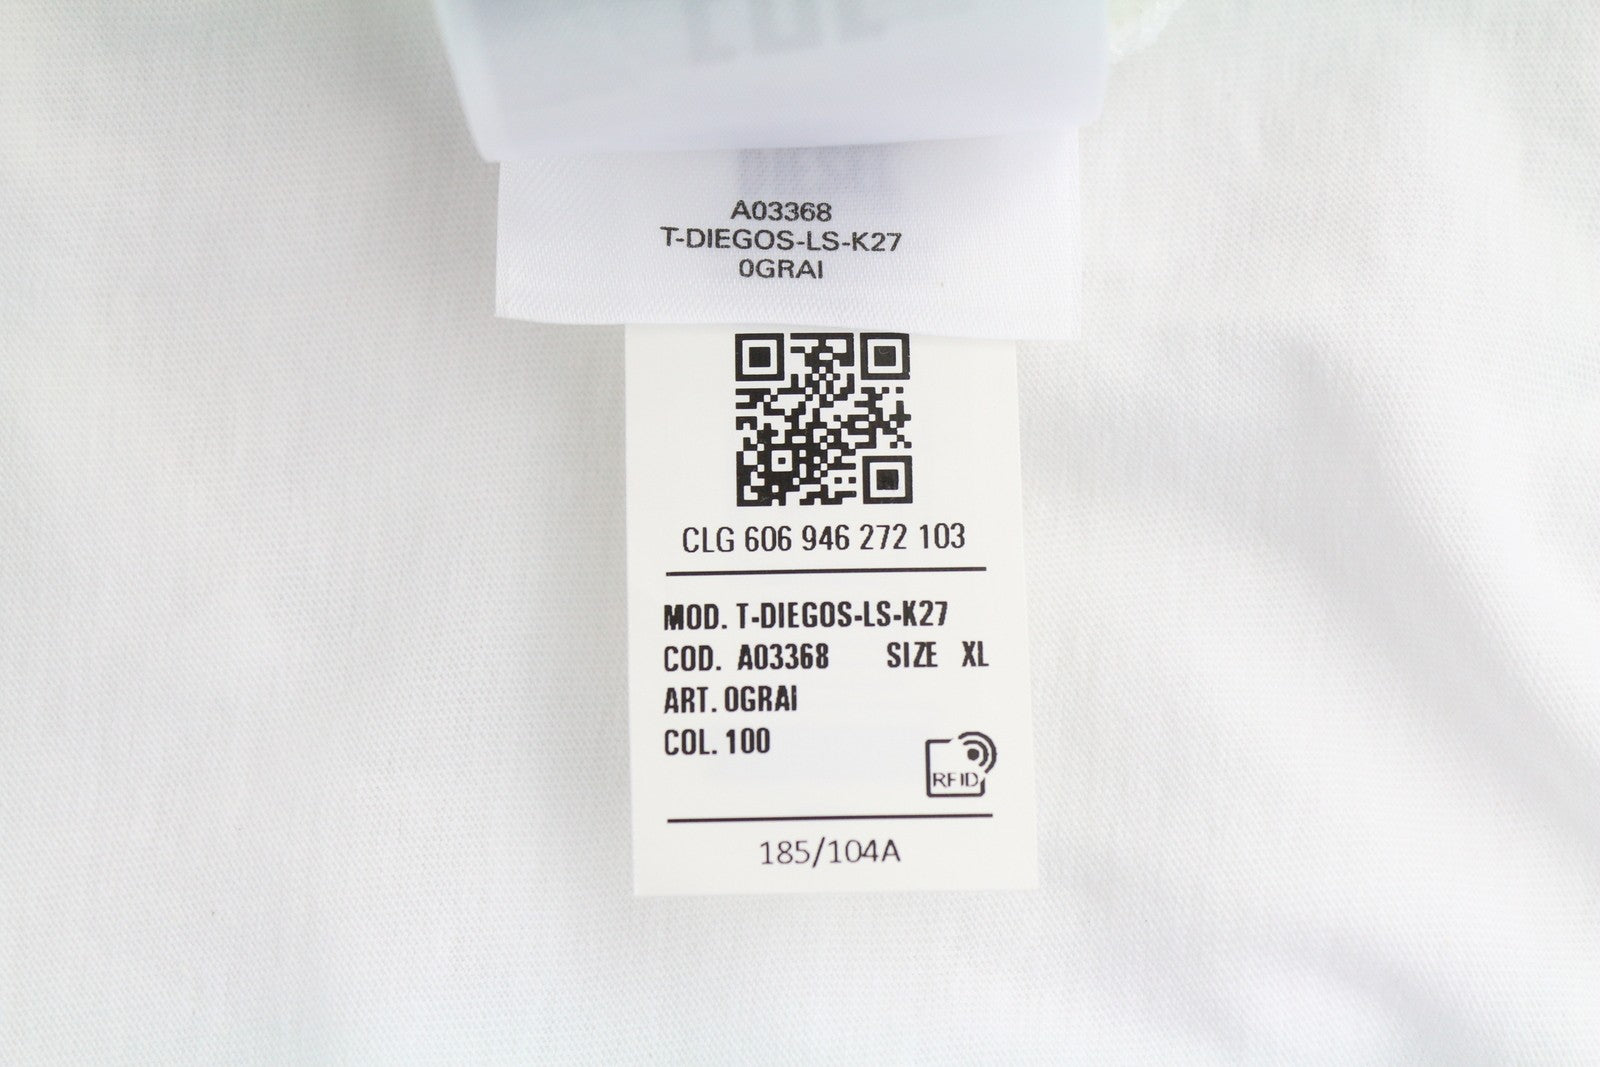 A03368
T-DIEGOS-LS-K27
0GRAI
CLG 606 946 272 103
MOD. T-DIEGOS-LS-K27
COD. A03368 SIZE XL
ART. 0GRAI
COL. 100
RFID
185/104A